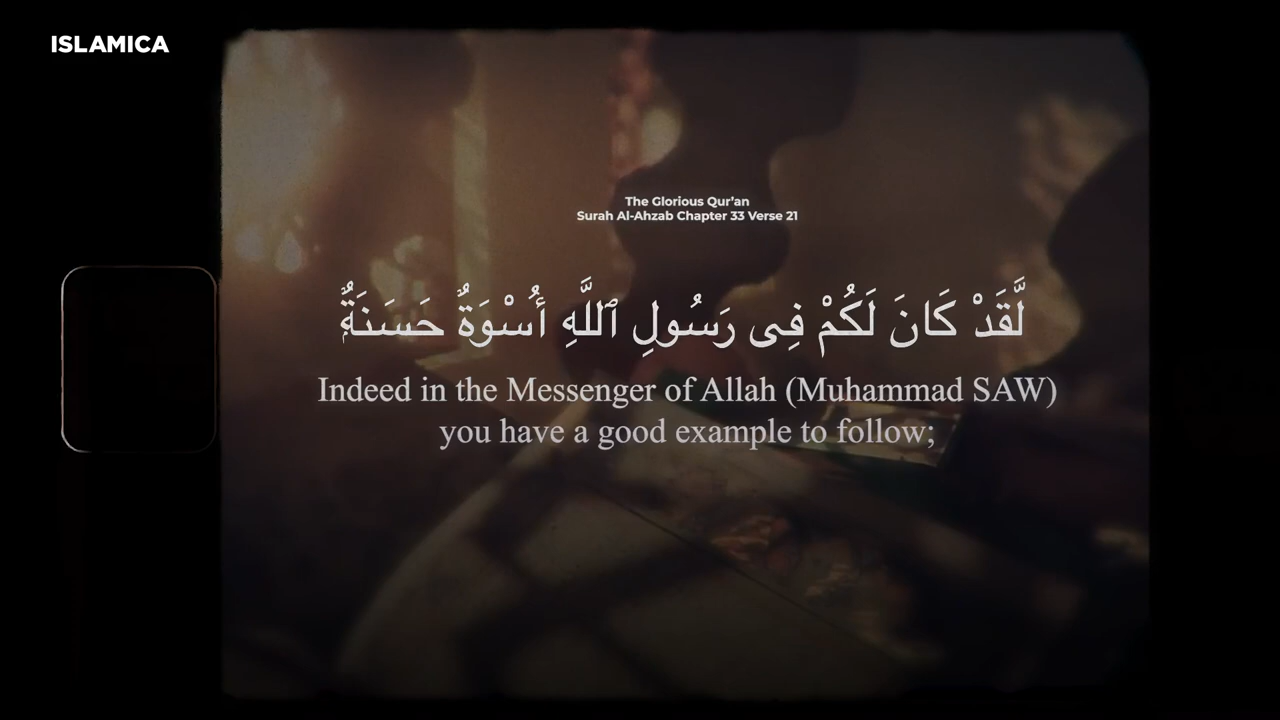 ISLAMICA
The Glorious Qur'an
Surah Al-Ahzab Chapter 33 Verse 21
لَّقَدْ كَانَ لَكُمْ فِى رَسُولِ ٱللَّهِ أُسْوَةٌ حَسَنَةٌۭ
Indeed in the Messenger of Allah (Muhammad SAW)
you have a good example to follow;